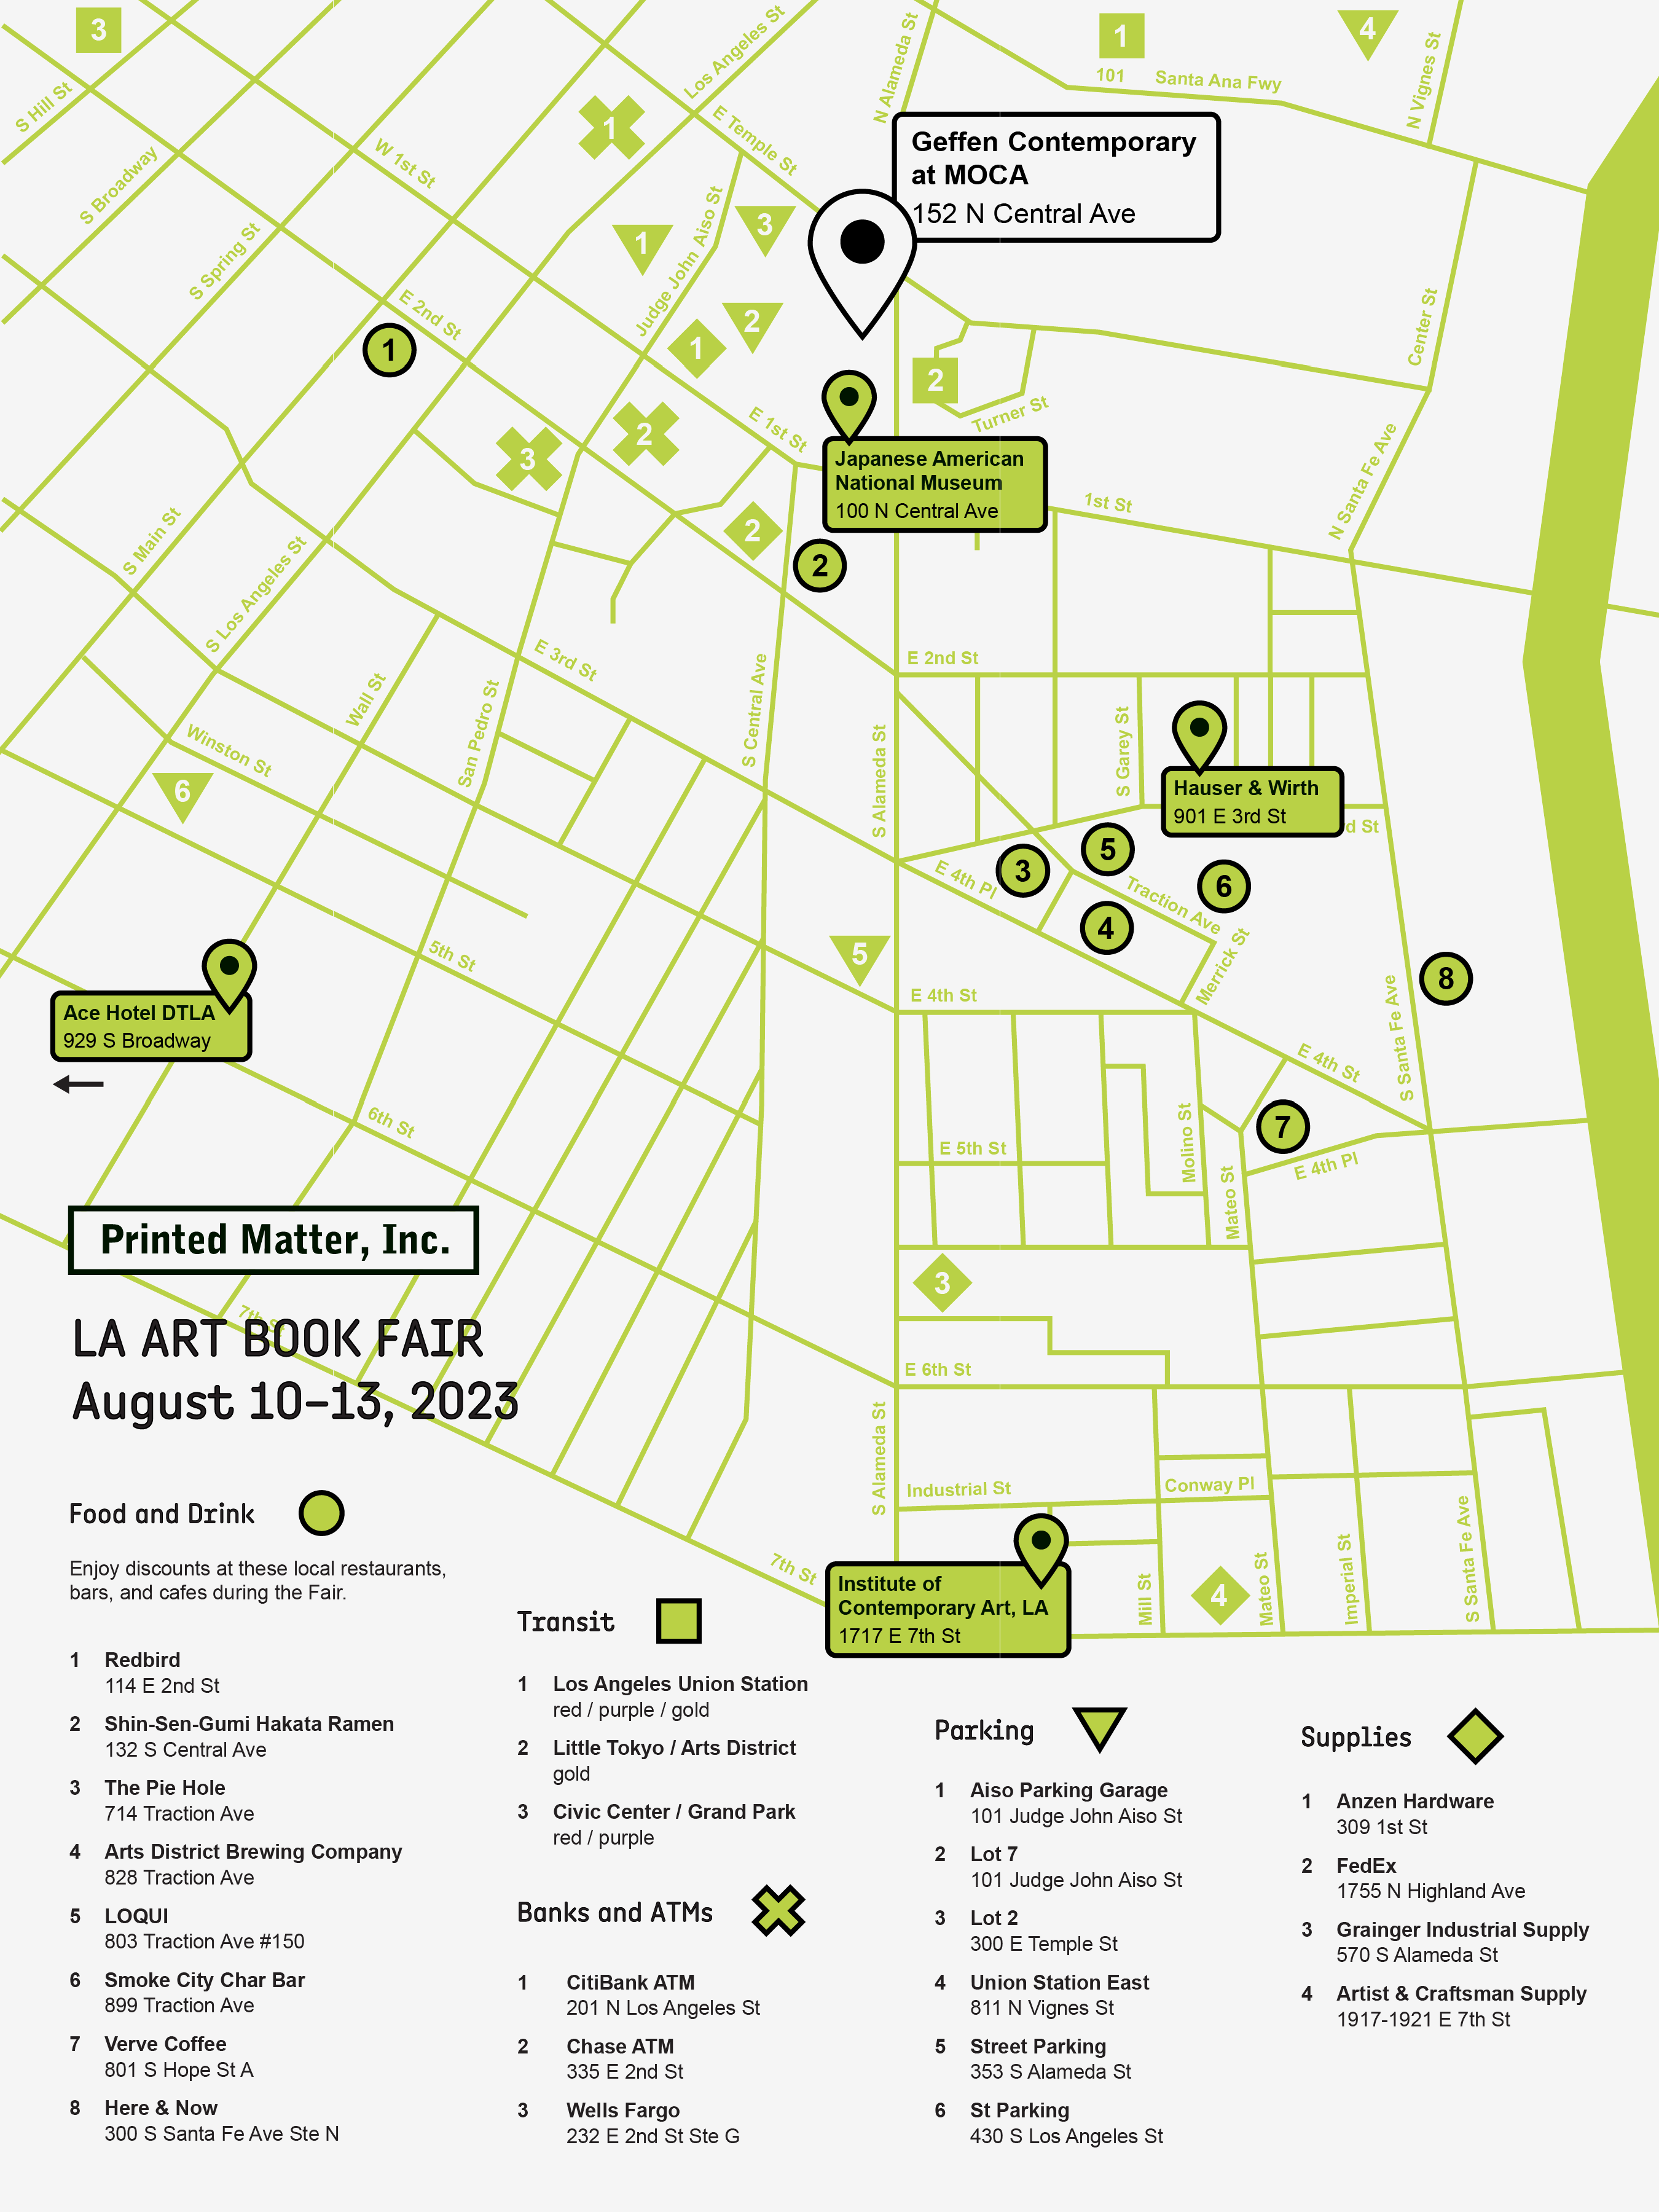 3
1
4
101
Santa Ana Fwy
Los Angeles St
N Alameda St
N Vignes St
S Hill St
1
E Temple St
Geffen Contemporary
at MOCA
152 N Central Ave
W 1st St
S Broadway
1
3
Judge John Aiso St
S Spring St
E 2nd St
1
1
2
2
Center St
Turner St
E 1st St
Japanese American
National Museum
100 N Central Ave
3
2
1st St
N Santa Fe Ave
2
2
S Main St
S Los Angeles St
E 3rd St
E 2nd St
Wall St
San Pedro St
S Central Ave
S Alameda St
S Garey St
Hauser & Wirth
901 E 3rd St
d St
Winston St
6
5
3
E 4th Pl
6
Traction Ave
4
5th St
5
Merrick St
8
E 4th St
Ace Hotel DTLA
929 S Broadway
S Santa Fe Ave
E 4th St
6th St
7
E 5th St
Molino St
Mateo St
E 4th Pl
Printed Matter, Inc.
3
7th St
LA ART BOOK FAIR
August 10–13, 2023
E 6th St
S Alameda St
Industrial St
Conway Pl
7th St
Institute of
Contemporary Art, LA
1717 E 7th St
Mill St
4
Mateo St
Imperial St
S Santa Fe Ave
Food and Drink
Enjoy discounts at these local restaurants,
bars, and cafes during the Fair.
1 Redbird
114 E 2nd St
2 Shin-Sen-Gumi Hakata Ramen
132 S Central Ave
3 The Pie Hole
714 Traction Ave
4 Arts District Brewing Company
828 Traction Ave
5 LOQUI
803 Traction Ave #150
6 Smoke City Char Bar
899 Traction Ave
7 Verve Coffee
801 S Hope St A
8 Here & Now
300 S Santa Fe Ave Ste N
Transit
1 Los Angeles Union Station
red / purple / gold
2 Little Tokyo / Arts District
gold
3 Civic Center / Grand Park
red / purple
Banks and ATMs
1 CitiBank ATM
201 N Los Angeles St
2 Chase ATM
335 E 2nd St
3 Wells Fargo
232 E 2nd St Ste G
Parking
1 Aiso Parking Garage
101 Judge John Aiso St
2 Lot 7
101 Judge John Aiso St
3 Lot 2
300 E Temple St
4 Union Station East
811 N Vignes St
5 Street Parking
353 S Alameda St
6 St Parking
430 S Los Angeles St
Supplies
1 Anzen Hardware
309 1st St
2 FedEx
1755 N Highland Ave
3 Grainger Industrial Supply
570 S Alameda St
4 Artist & Craftsman Supply
1917-1921 E 7th St